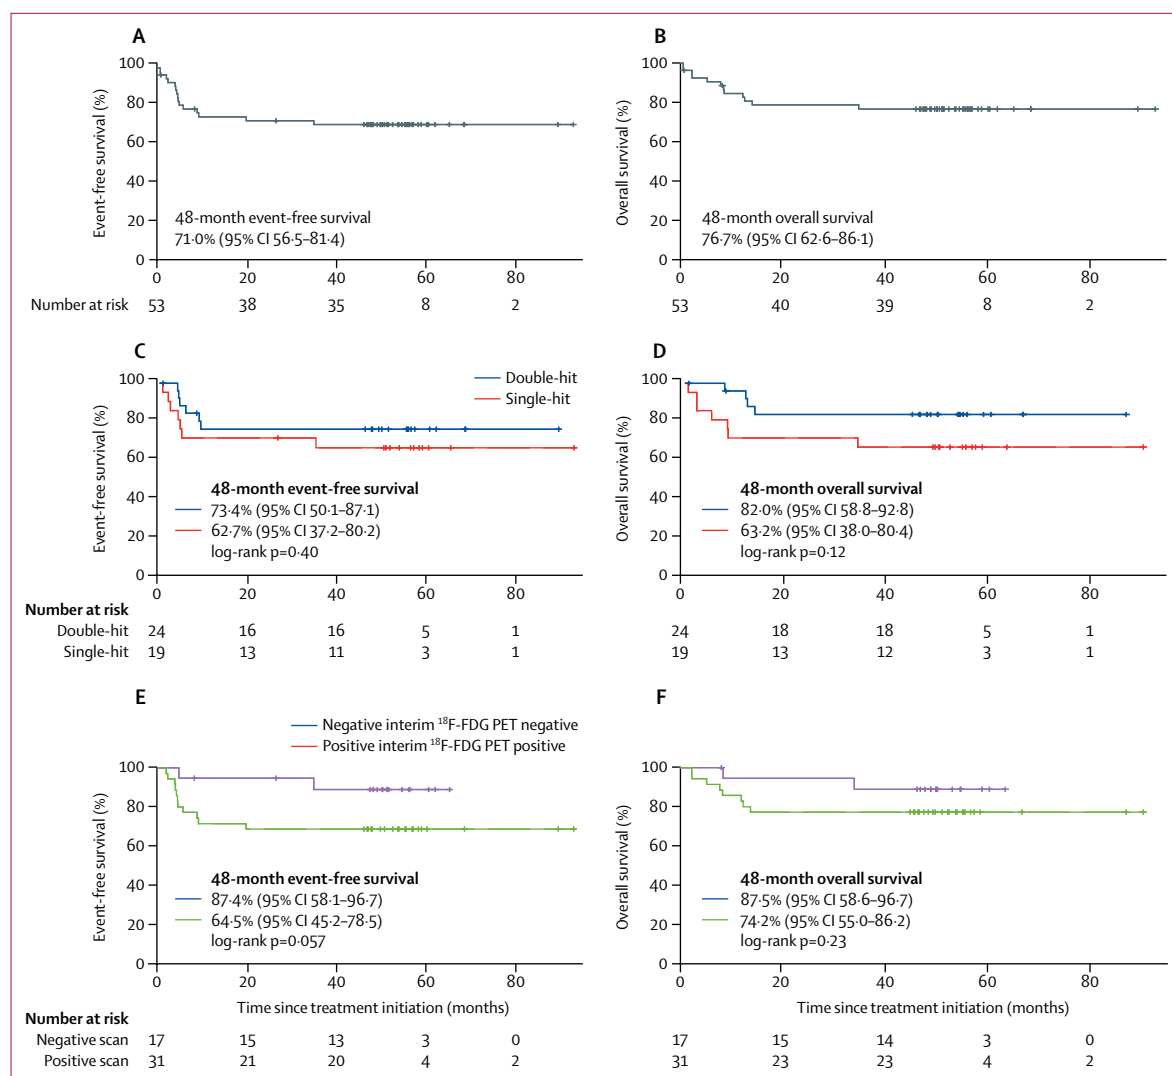 A
100
80
60
40
20
0
Event-free survival (%)
48-month event-free survival
71·0% (95% CI 56·5–81·4)
0 20 40 60 80
Number at risk 53 38 35 8 2
B
100
80
60
40
20
0
Overall survival (%)
48-month overall survival
76·7% (95% CI 62·6–86·1)
0 20 40 60 80
53 40 39 8 2
C
100
80
60
40
20
0
Event-free survival (%)
Double-hit
Single-hit
48-month event-free survival
73·4% (95% CI 50·1–87·1)
62·7% (95% CI 37·2–80·2)
log-rank p=0·40
0 20 40 60 80
Number at risk
Double-hit 24 16 16 5 1
Single-hit 19 13 11 3 1
D
100
80
60
40
20
0
Overall survival (%)
48-month overall survival
82·0% (95% CI 58·8–92·8)
63·2% (95% CI 38·0–80·4)
log-rank p=0·12
0 20 40 60 80
24 18 18 5 1
19 13 12 3 1
E
Negative interim ¹⁸F-FDG PET negative
Positive interim ¹⁸F-FDG PET positive
100
80
60
40
20
0
Event-free survival (%)
48-month event-free survival
87·4% (95% CI 58·1–96·7)
64·5% (95% CI 45·2–78·5)
log-rank p=0·057
0 20 40 60 80
Time since treatment initiation (months)
Number at risk
Negative scan 17 15 13 3 0
Positive scan 31 21 20 4 2
F
100
80
60
40
20
0
Overall survival (%)
48-month overall survival
87·5% (95% CI 58·6–96·7)
74·2% (95% CI 55·0–86·2)
log-rank p=0·23
0 20 40 60 80
Time since treatment initiation (months)
17 15 14 3 0
31 23 23 4 2